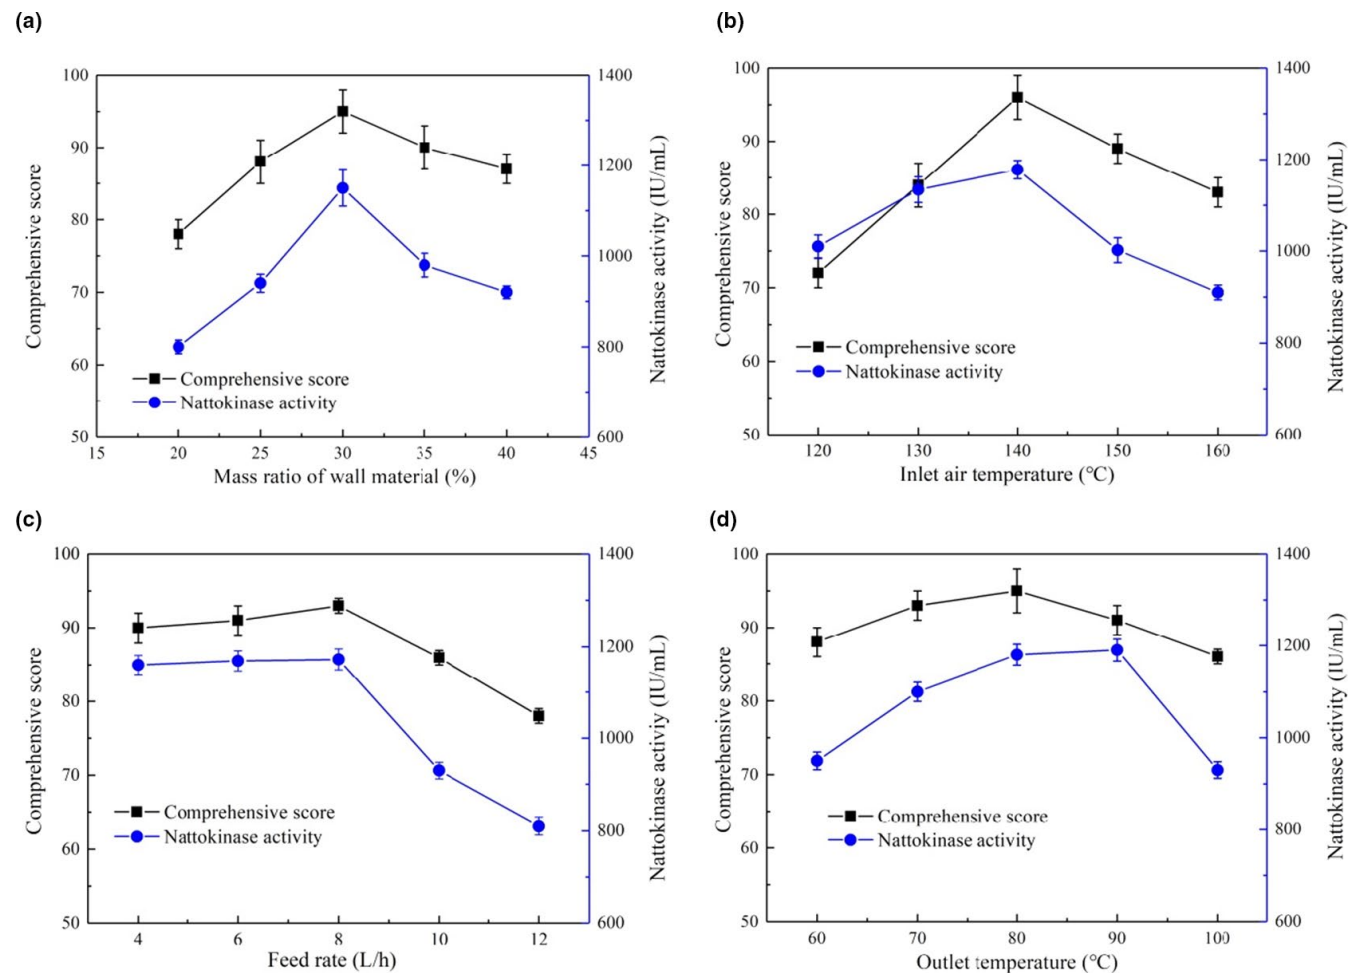 (a)
100
90
80
70
60
50
Comprehensive score
1400
1200
1000
800
600
Nattokinase activity (IU/mL)
Comprehensive score
Nattokinase activity
15 20 25 30 35 40 45
Mass ratio of wall material (%)
(b)
100
90
80
70
60
50
Comprehensive score
1400
1200
1000
800
600
Nattokinase activity (IU/mL)
Comprehensive score
Nattokinase activity
120 130 140 150 160
Inlet air temperature (℃)
(c)
100
90
80
70
60
50
Comprehensive score
1400
1200
1000
800
600
Nattokinase activiy (IU/mL)
Comprehensive score
Nattokinase activity
4 6 8 10 12
Feed rate (L/h)
(d)
100
90
80
70
60
50
Comprehensive score
1400
1200
1000
800
600
Nattokinase activity (IU/mL)
Comprehensive score
Nattokinase activity
60 70 80 90 100
Outlet temperature (℃)